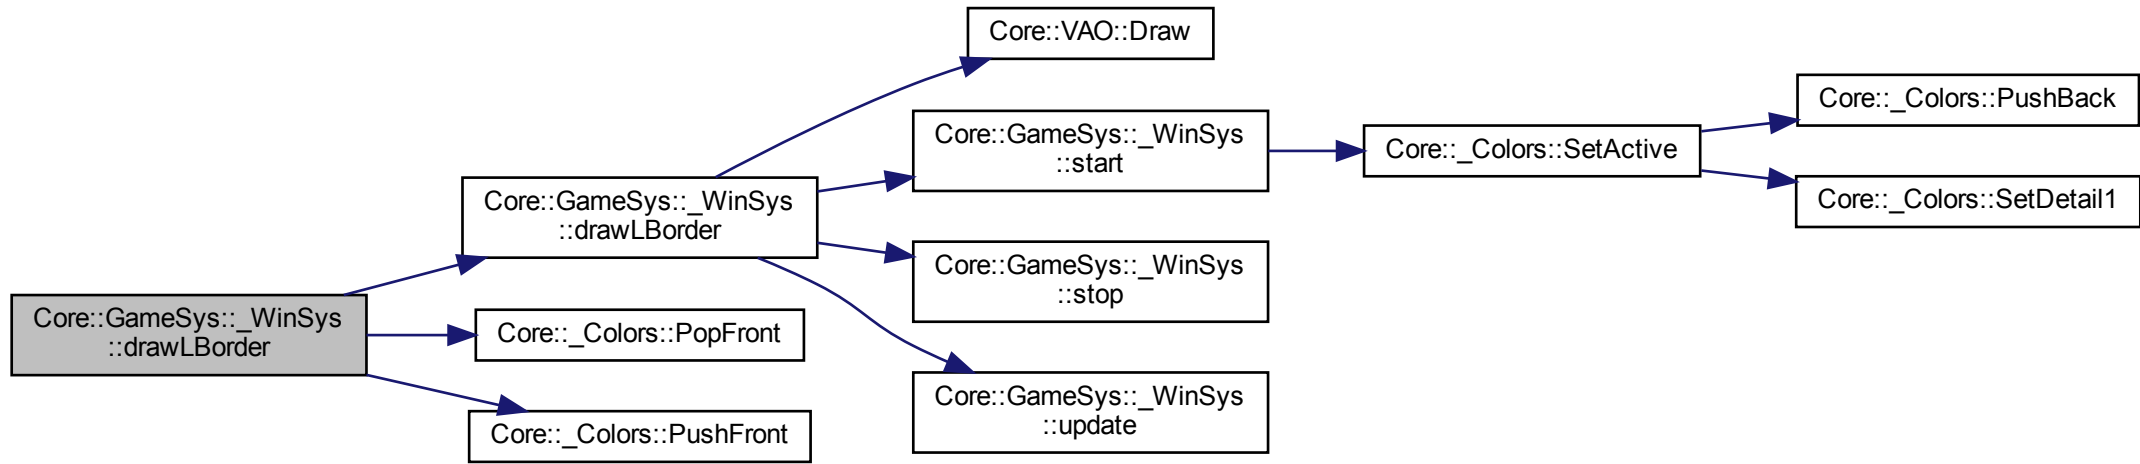 Core::GameSys::_WinSys
::drawLBorder
Core::GameSys::_WinSys
::drawLBorder
Core::_Colors::PopFront
Core::_Colors::PushFront
Core::VAO::Draw
Core::GameSys::_WinSys
::start
Core::GameSys::_WinSys
::stop
Core::GameSys::_WinSys
::update
Core::_Colors::SetActive
Core::_Colors::PushBack
Core::_Colors::SetDetail1